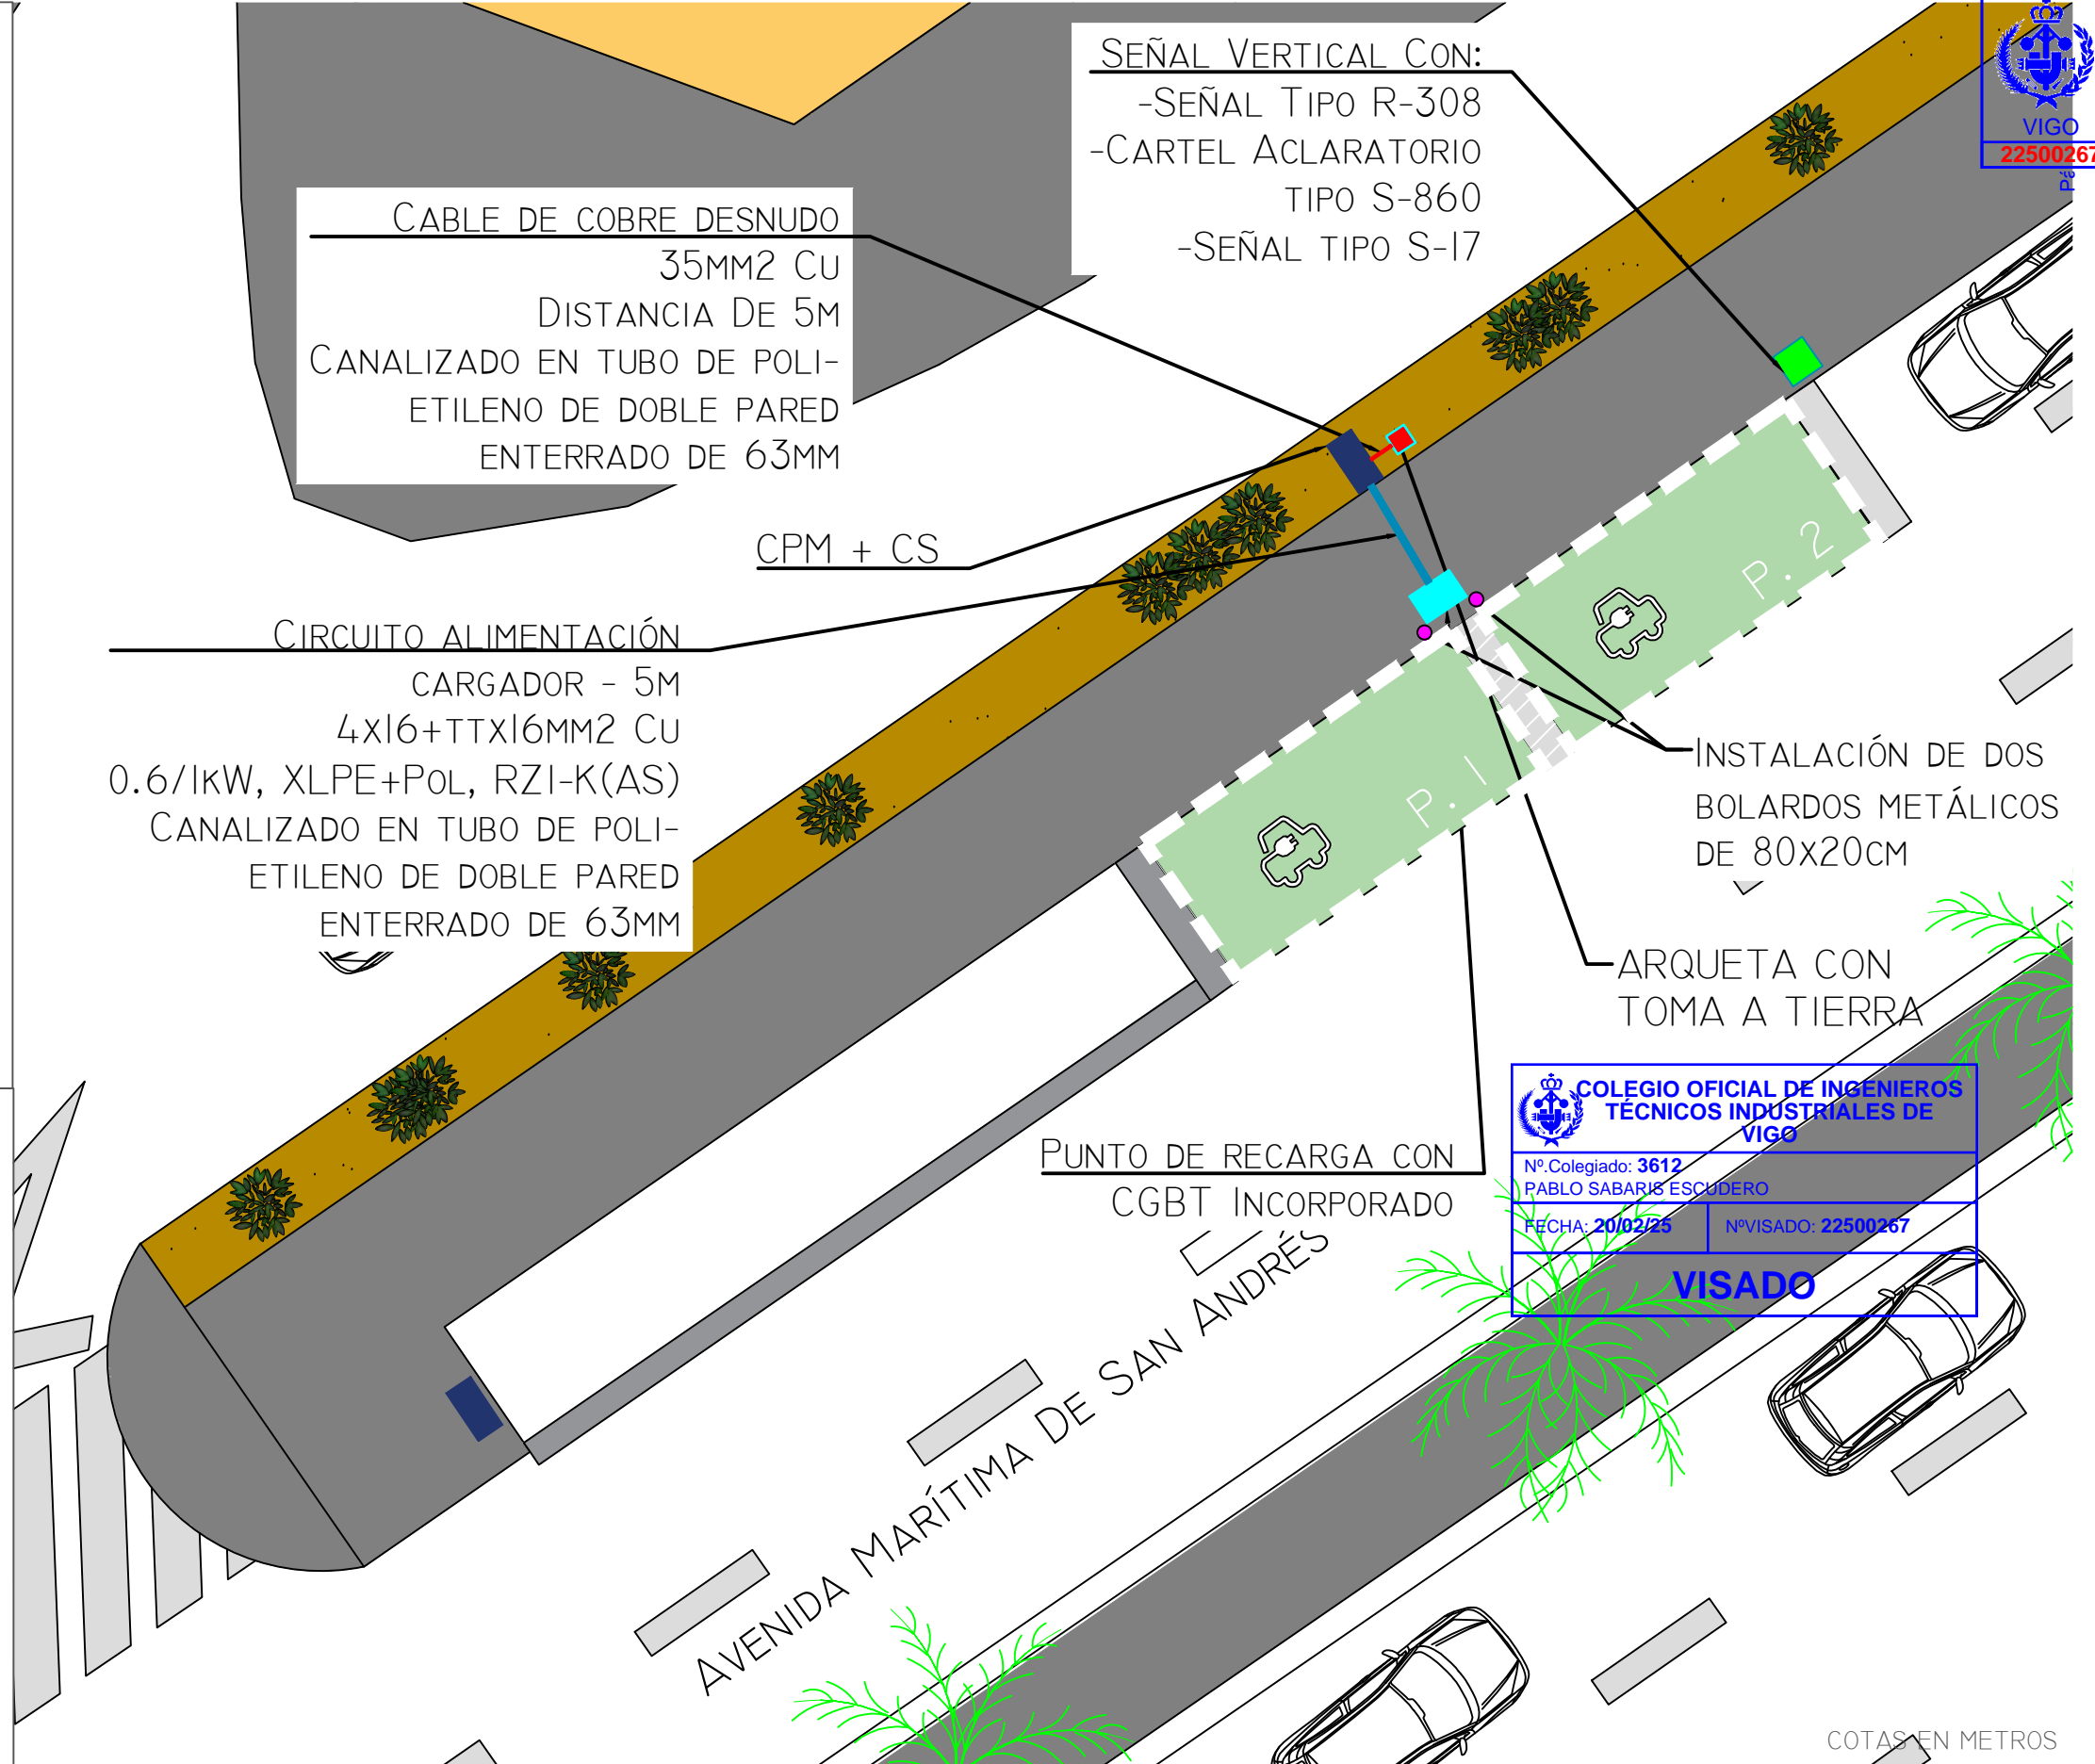 SEÑAL VERTICAL CON:
-SEÑAL TIPO R-308
-CARTEL ACLARATORIO
TIPO S-860
-SEÑAL TIPO S-17
VIGO
22500267
CABLE DE COBRE DESNUDO
35MM2 CU
DISTANCIA DE 5M
CANALIZADO EN TUBO DE POLI-
ETILENO DE DOBLE PARED
ENTERRADO DE 63MM
CPM + CS
CIRCUITO ALIMENTACIÓN
CARGADOR - 5M
4X16+TTX16MM2 CU
0.6/1KW, XLPE+POL, RZ1-K(AS)
CANALIZADO EN TUBO DE POLI-
ETILENO DE DOBLE PARED
ENTERRADO DE 63MM
P. 2
P. 1
INSTALACIÓN DE DOS
BOLARDOS METÁLICOS
DE 80X20CM
ARQUETA CON
TOMA A TIERRA
PUNTO DE RECARGA CON
CGBT INCORPORADO
COLEGIO OFICIAL DE INGENIEROS
TÉCNICOS INDUSTRIALES DE
VIGO
Nº.Colegiado: 3612
PABLO SABARIS ESCUDERO
FECHA: 20/02/25 NºVISADO: 22500267
VISADO
AVENIDA MARÍTIMA DE SAN ANDRÉS
COTAS EN METROS